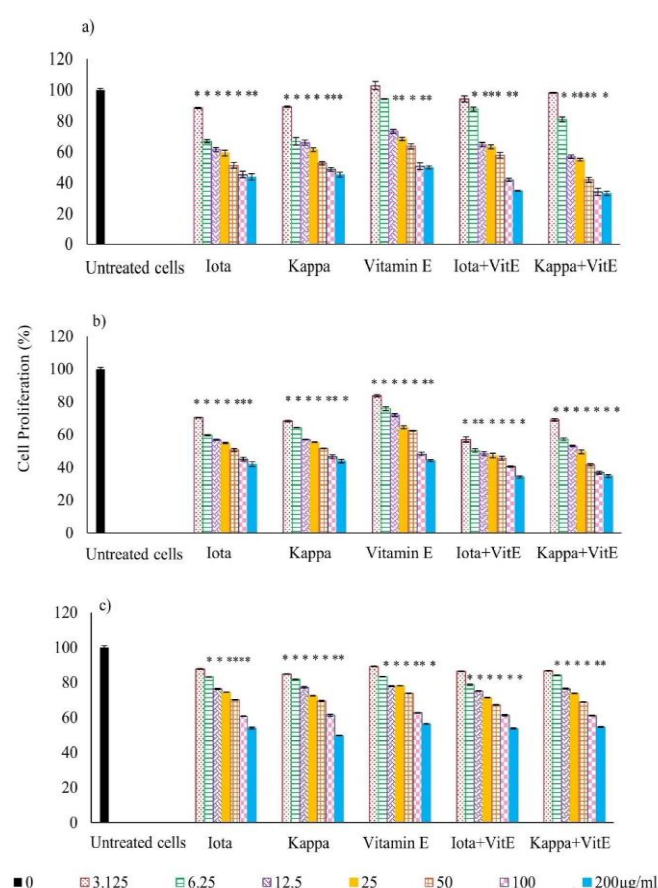 a)
120
* * * * * ** * * * * *** ** * ** * *** ** * **** *
100
80
60
40
20
0
Untreated cells Iota Kappa Vitamin E Iota+VitE Kappa+VitE
Cell Proliferation (%)
b)
120
100
* * * * *** * * * * ** * * * * * * ** * ** * * * * * * * * * * *
80
60
40
20
0
Untreated cells Iota Kappa Vitamin E Iota+VitE Kappa+VitE
c)
120
100
* * **** * * * * * ** * * * ** * * * * * * * * * * * **
80
60
40
20
0
Untreated cells Iota Kappa Vitamin E Iota+VitE Kappa+VitE
0 3.125 6.25 12.5 25 50 100 200µg/ml